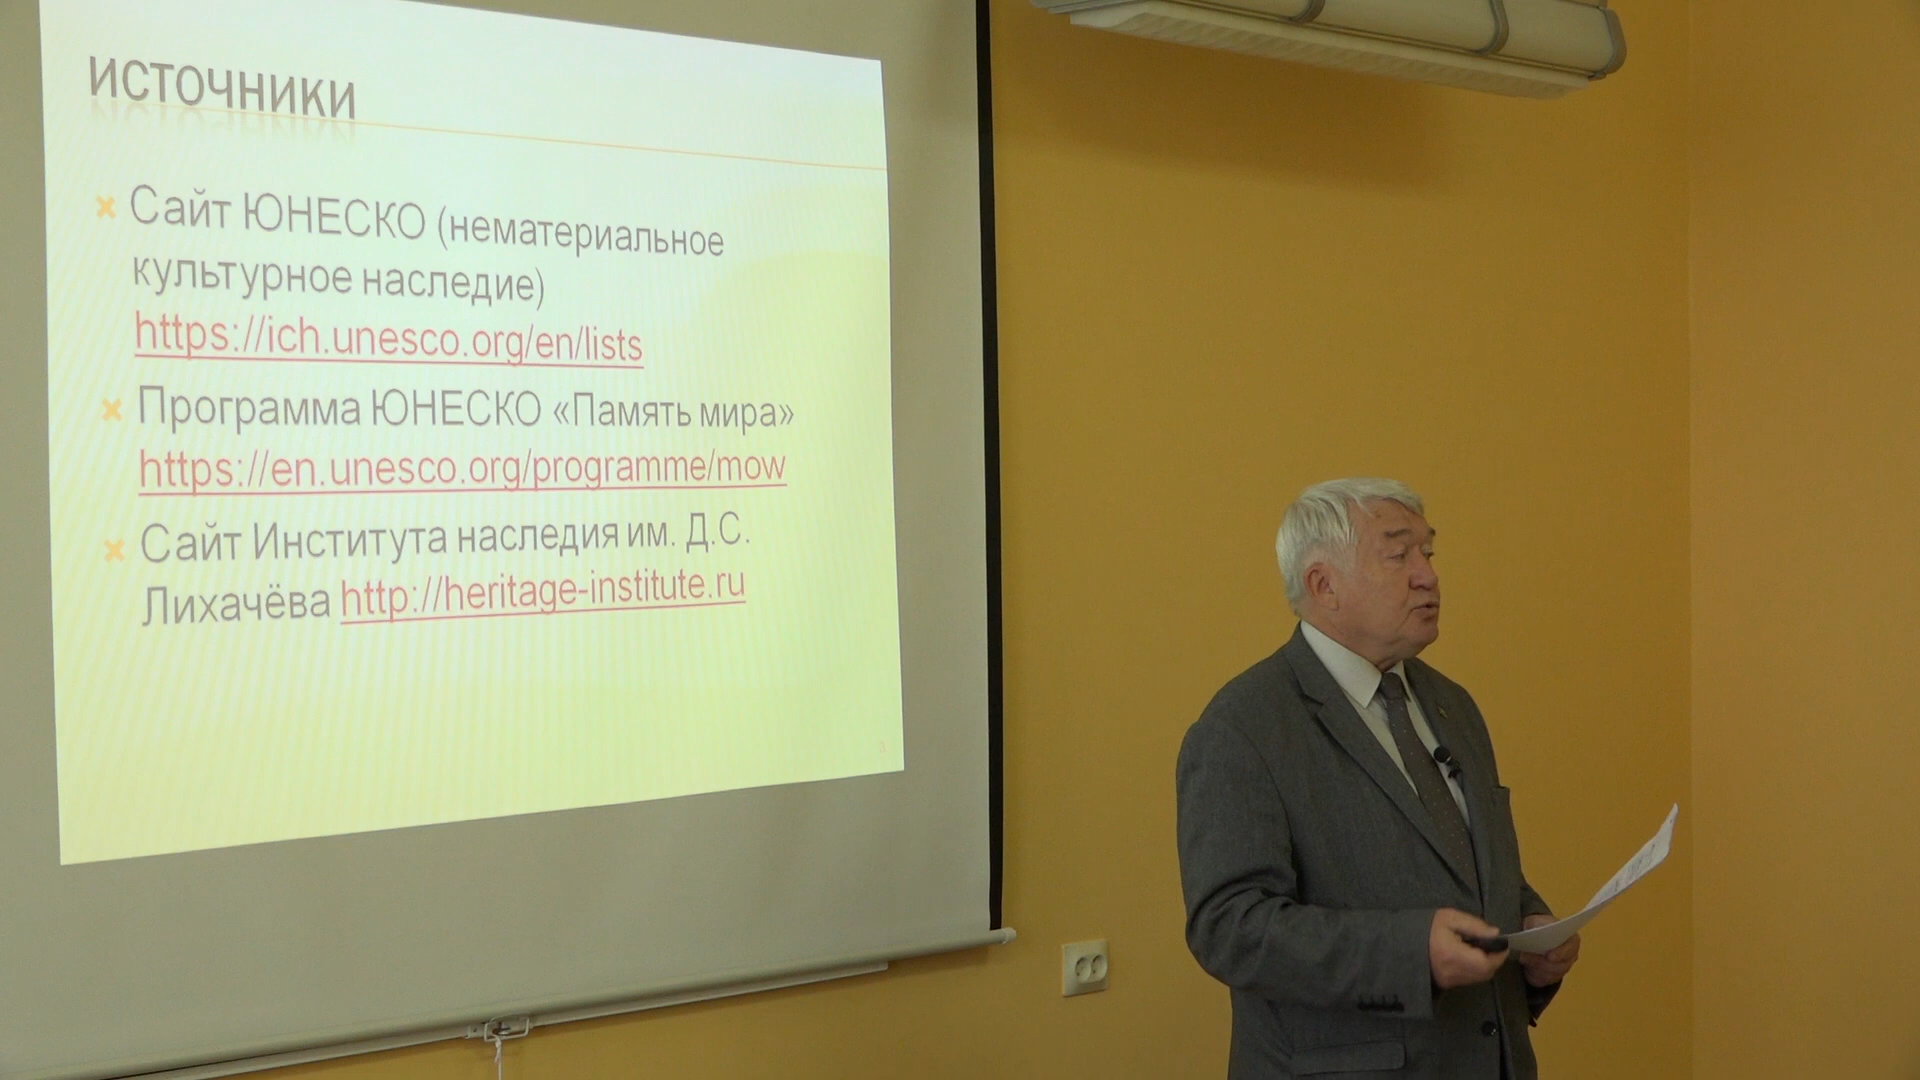 источники
Сайт ЮНЕСКО (нематериальное
культурное наследие)
https://ich.unesco.org/en/lists
Программа ЮНЕСКО «Память мира»
https://en.unesco.org/programme/mow
Сайт Института наследия им. Д.С.
Лихачёва http://heritage-institute.ru